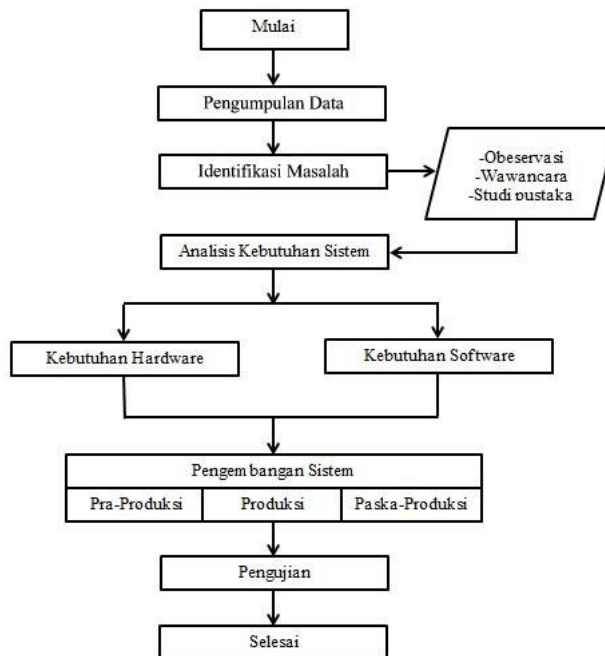 Mulai
Pengumpulan Data
Identifikasi Masalah
-Obeservasi
-Wawancara
-Studi pustaka
Analisis Kebutuhan Sistem
Kebutuhan Hardware
Kebutuhan Software
Pengembangan Sistem
Pra-Produksi
Produksi
Paska-Produksi
Pengujian
Selesai